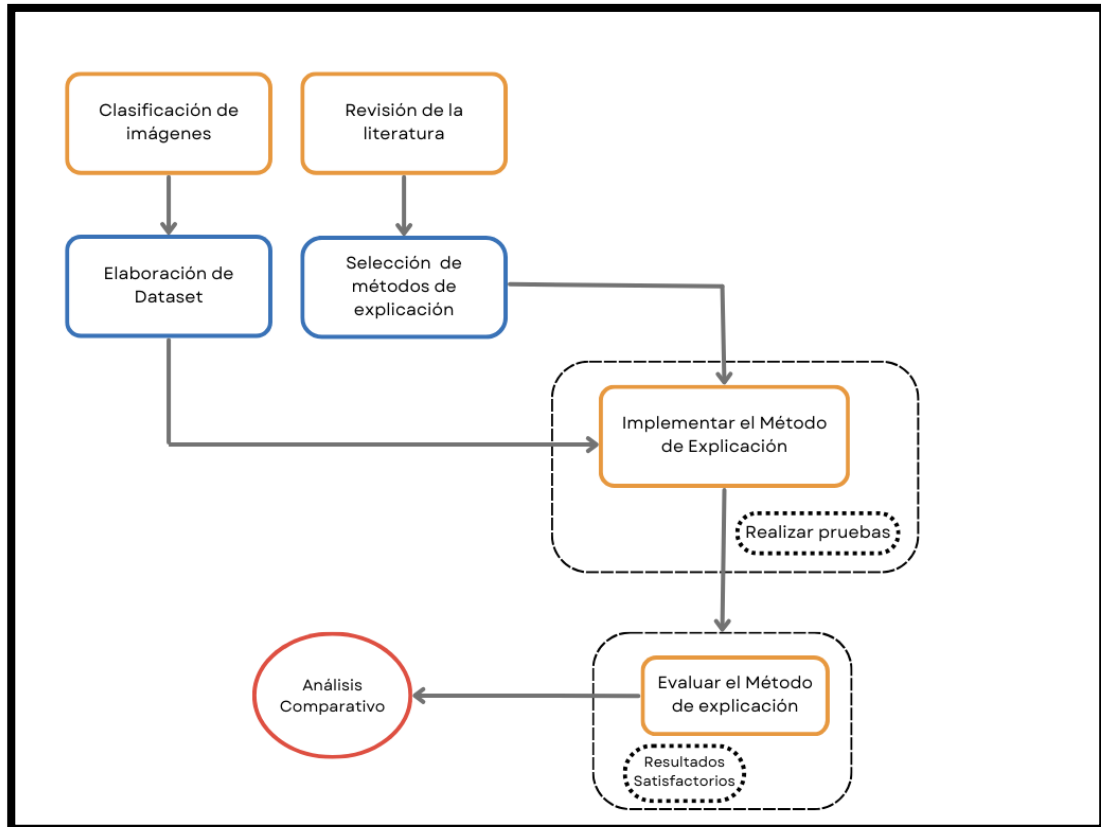 Clasificación de
imágenes
Revisión de la
literatura
Elaboración de
Dataset
Selección de
métodos de
explicación
Implementar el Método
de Explicación
Realizar pruebas
Evaluar el Método
de explicación
Resultados
Satisfactorios
Análisis
Comparativo